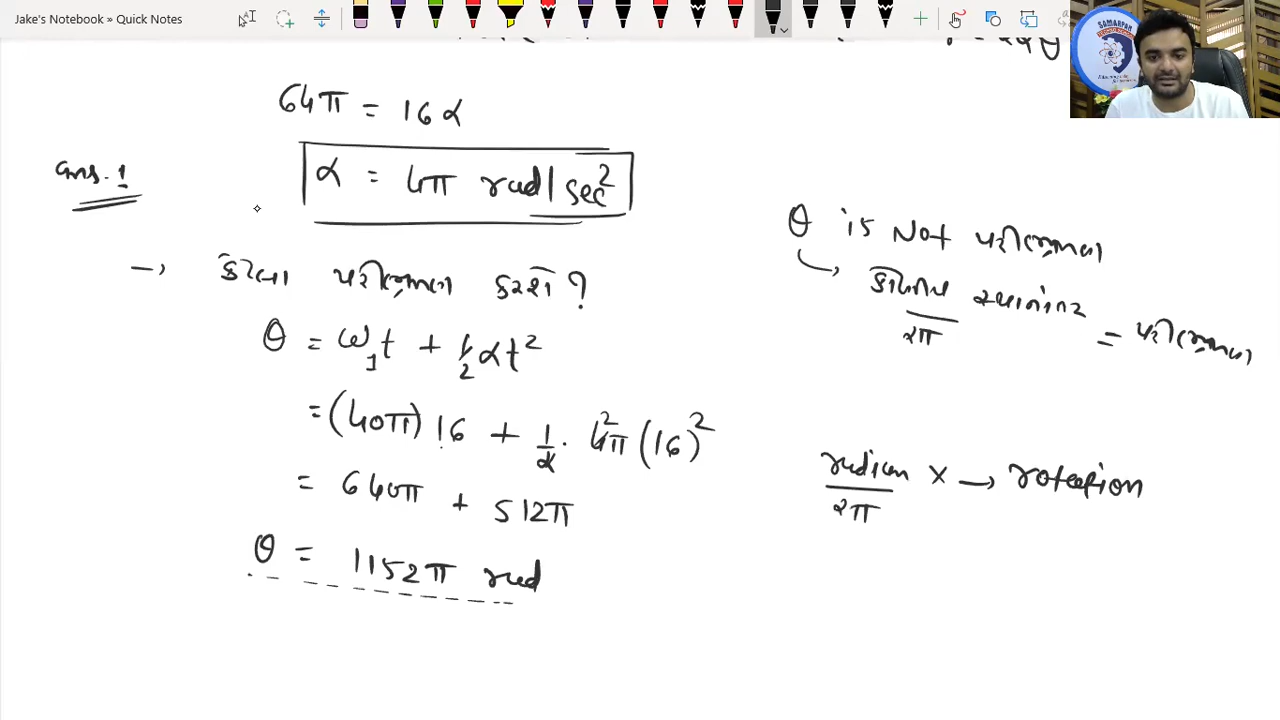 Jake's Notebook » Quick Notes
SAMARPAN
64π = 16α
Ans. 1
α = 4π rad/sec²
→ કેટલા પરીભ્રમણ કરશે ?
θ = ω₁t + ½αt²
= (40π) 16 + 1/2 · 4π (16)²
= 640π + 512π
θ = 1152π rad
θ is Not પરીભ્રમણ
કોણીય સ્થાનાંતર / 2π = પરીભ્રમણ
radian / 2π × → rotation